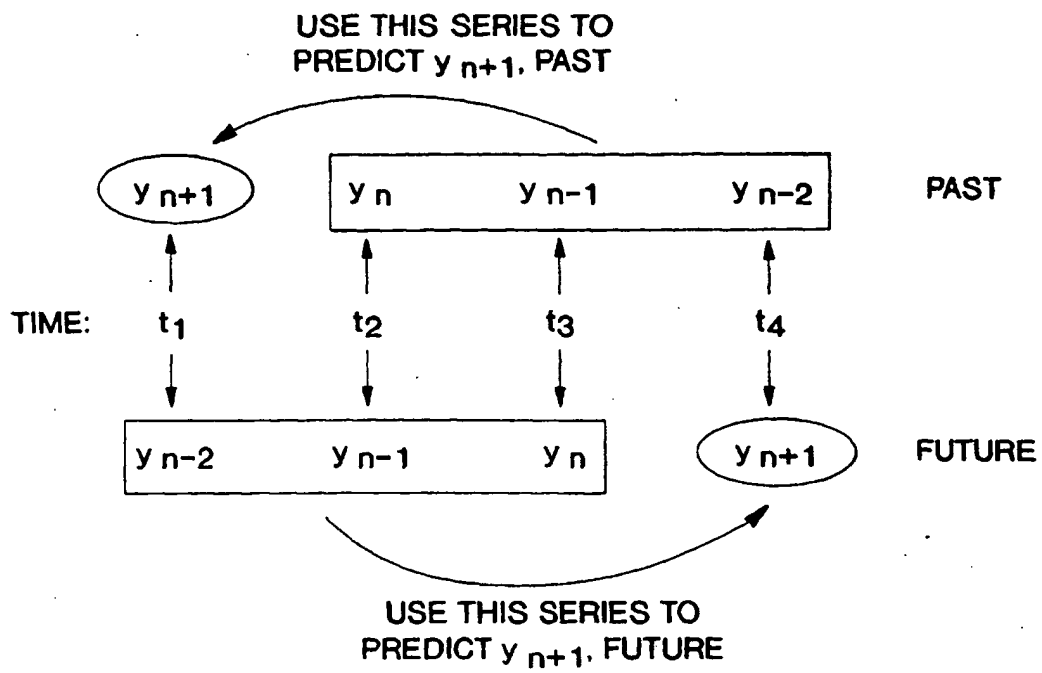 USE THIS SERIES TO
PREDICT y n+1, PAST
y n+1 y n y n-1 y n-2 PAST
TIME: t1 t2 t3 t4
y n-2 y n-1 y n y n+1 FUTURE
USE THIS SERIES TO
PREDICT y n+1, FUTURE